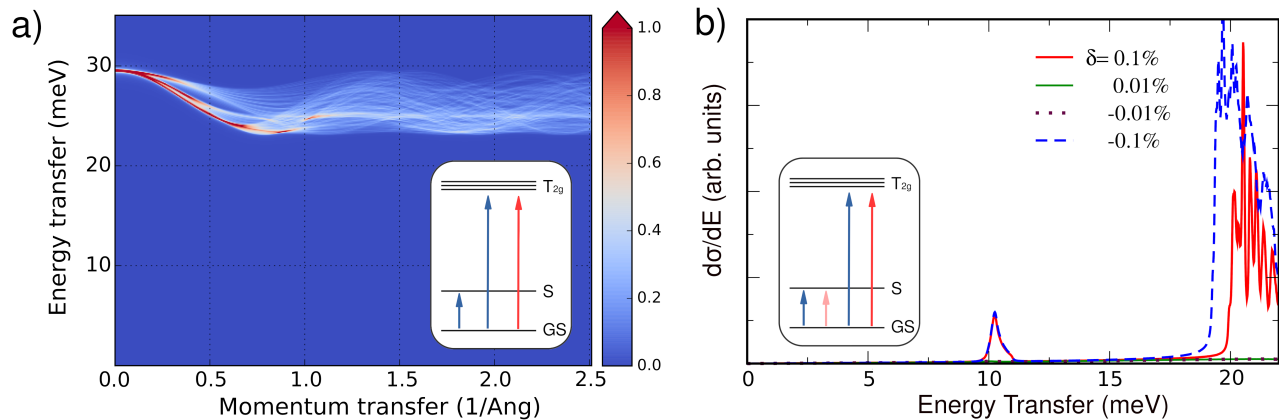 a)
Energy transfer (meV)
30
20
10
0.0
0.5
1.0
1.5
2.0
2.5
Momentum transfer (1/Ang)
1.0
0.8
0.6
0.4
0.2
0.0
T2g
S
GS
b)
dσ/dE (arb. units)
δ= 0.1%
0.01%
-0.01%
-0.1%
T2g
S
GS
0
5
10
15
20
Energy Transfer (meV)